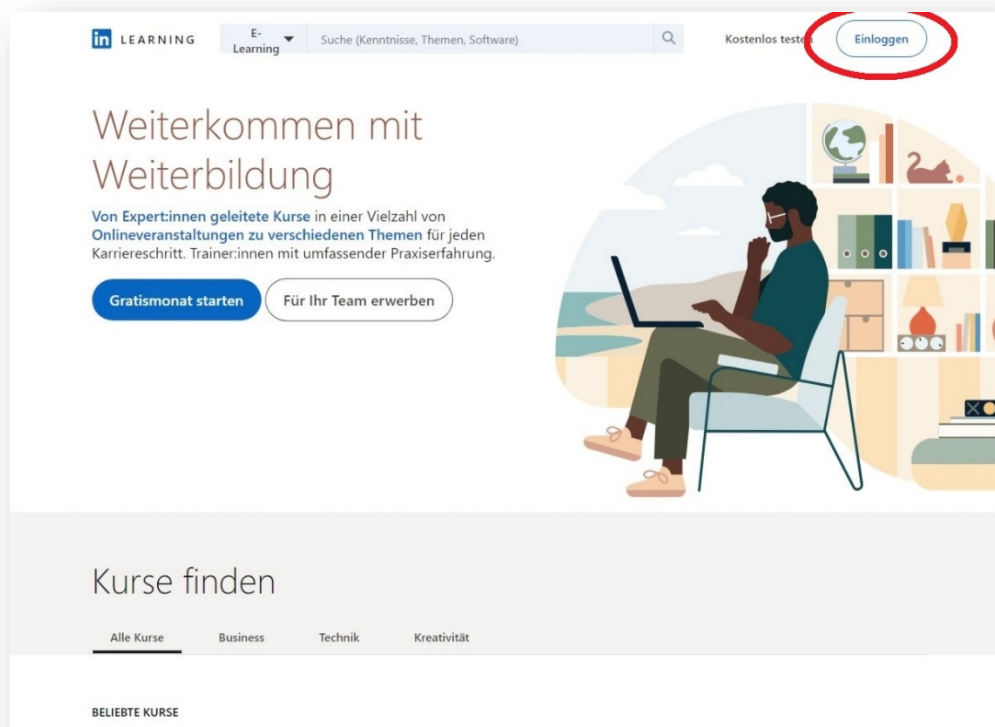 in LEARNING
E-
Learning
Suche (Kenntnisse, Themen, Software)
Kostenlos testen
Einloggen
Weiterkommen mit
Weiterbildung
Von Expert:innen geleitete Kurse in einer Vielzahl von
Onlineveranstaltungen zu verschiedenen Themen für jeden
Karriereschritt. Trainer:innen mit umfassender Praxiserfahrung.
Gratismonat starten
Für Ihr Team erwerben
Kurse finden
Alle Kurse Business Technik Kreativität
BELIEBTE KURSE